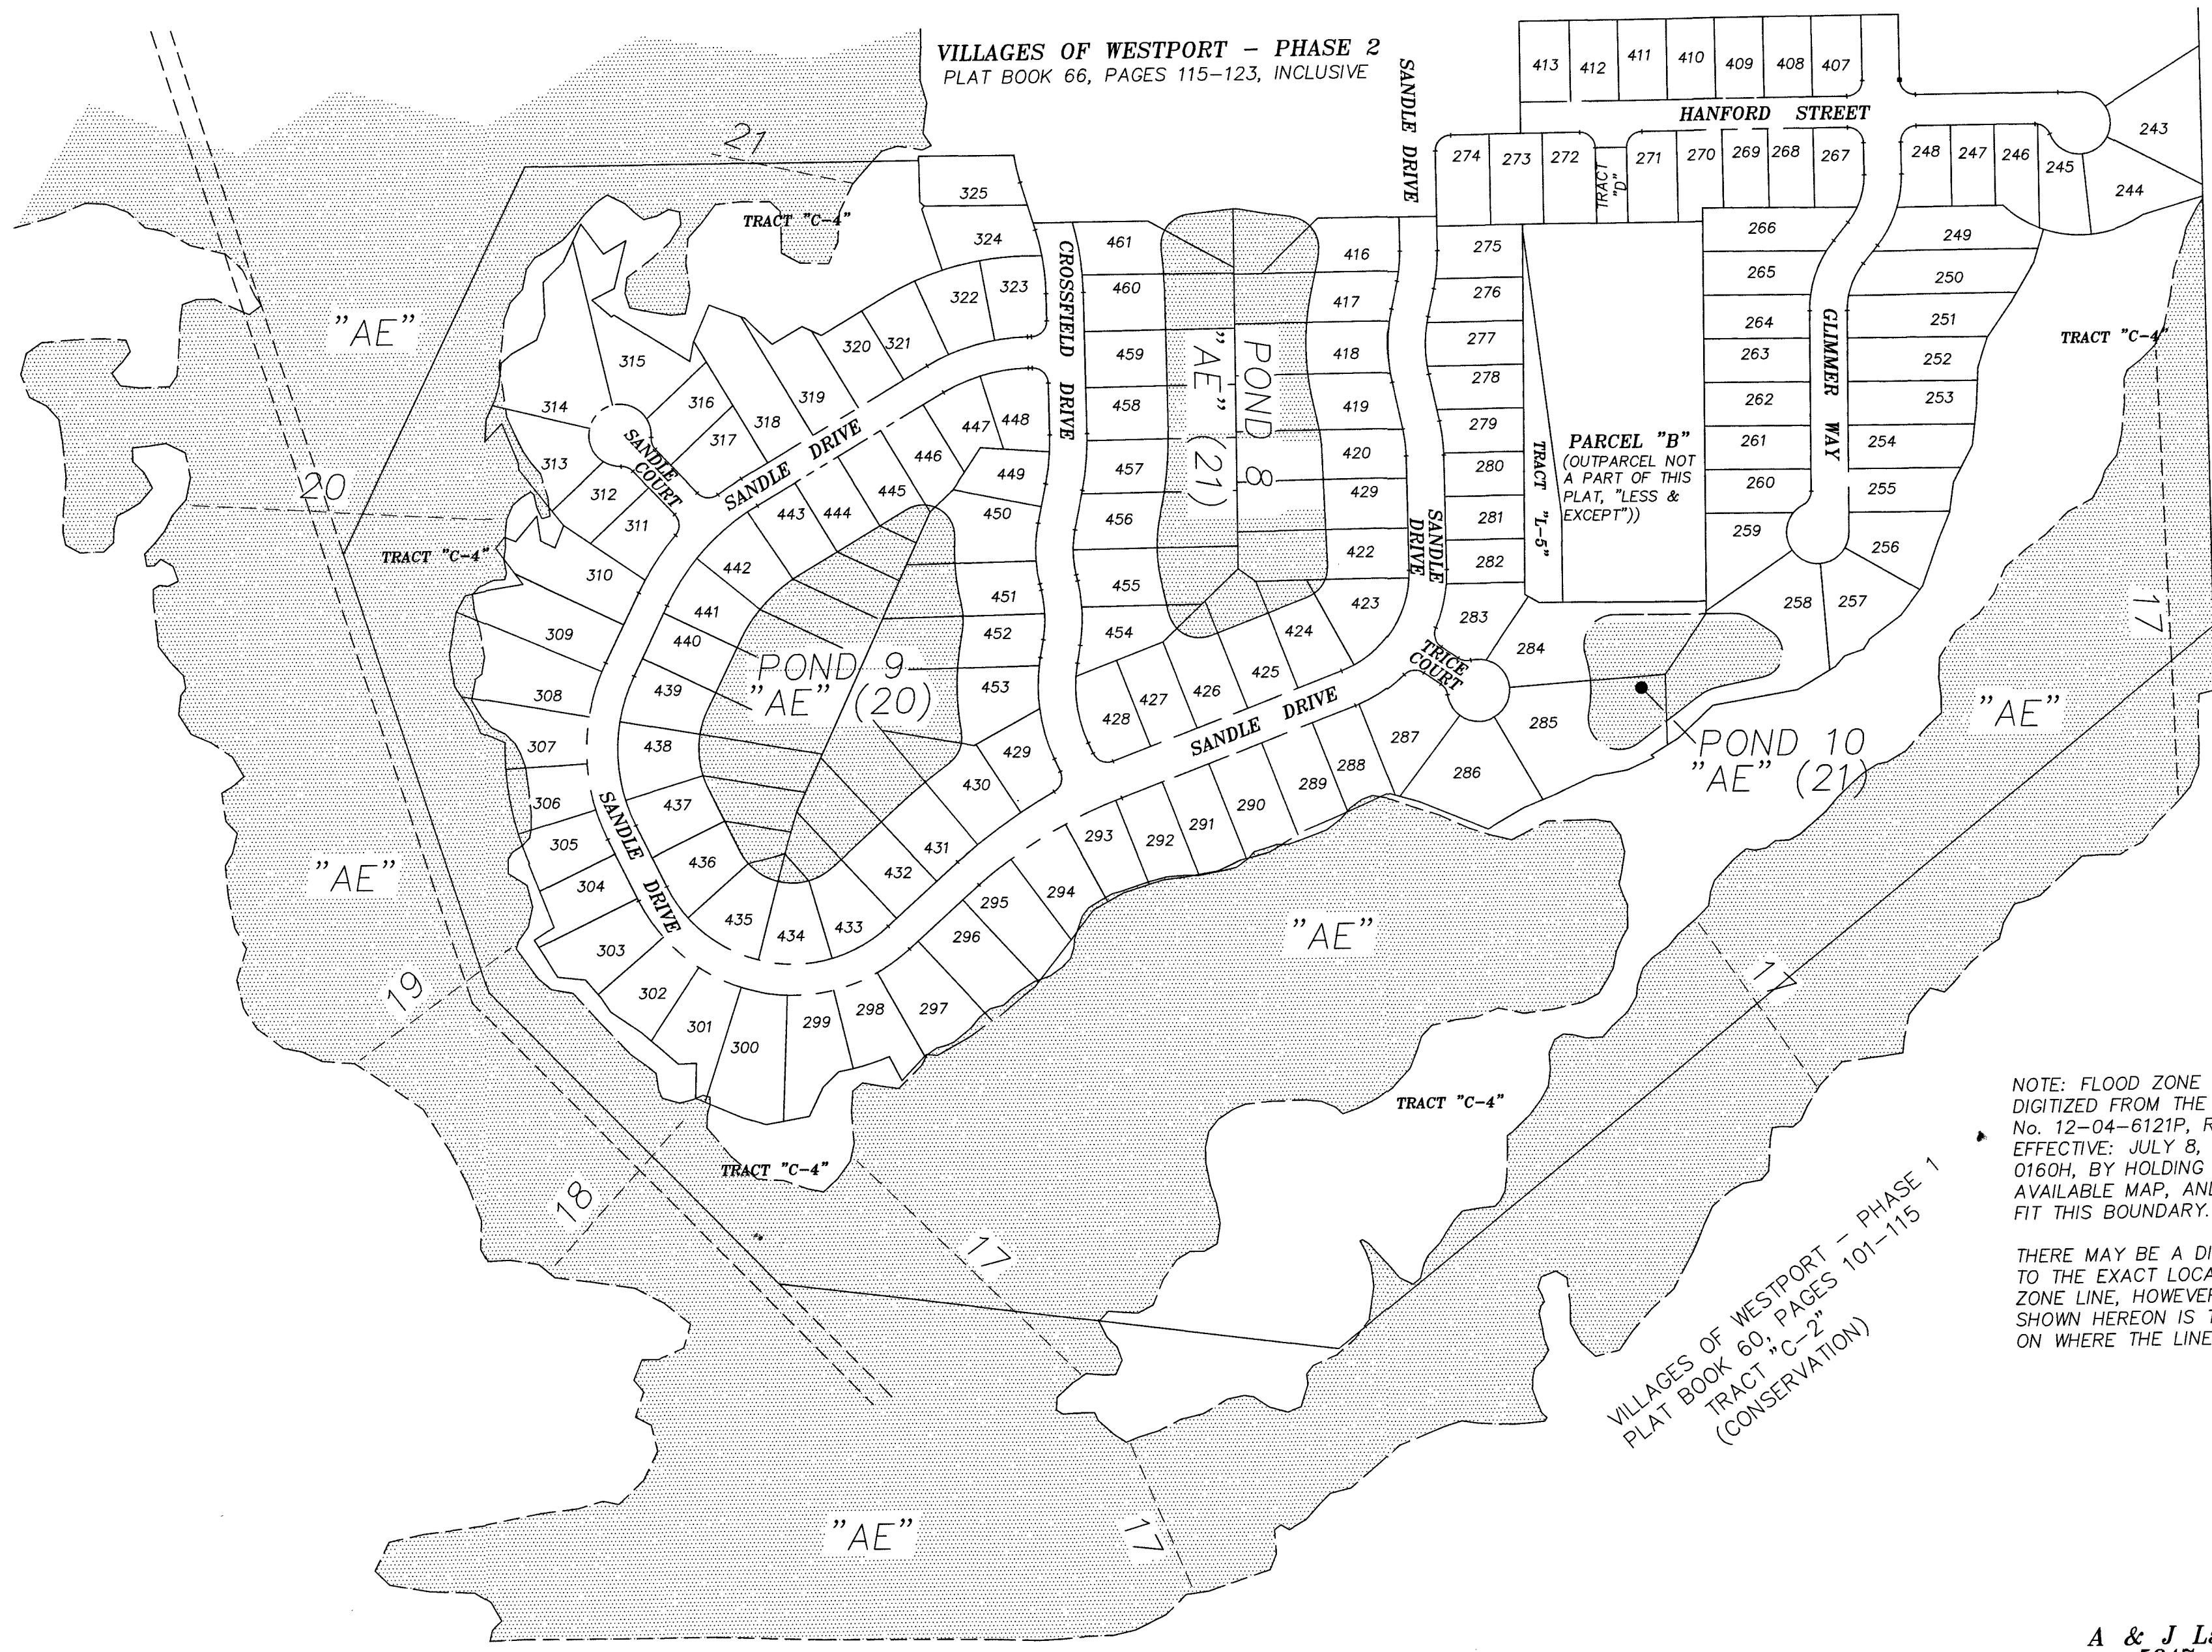 VILLAGES OF WESTPORT – PHASE 2
PLAT BOOK 66, PAGES 115–123, INCLUSIVE
SANDLE DRIVE
413
412
411
410
409
408
407
HANFORD STREET
243
274
273
272
TRACT "D"
271
270
269
268
267
248
247
246
245
244
21
TRACT "C-4"
325
324
323
322
321
320
319
318
317
316
315
314
313
312
311
310
309
308
307
306
305
304
303
302
301
300
299
298
297
296
295
294
293
292
291
290
289
288
287
286
285
284
283
282
281
280
279
278
277
276
275
SANDLE
COURT
SANDLE DRIVE
CROSSFIELD DRIVE
461
460
459
458
457
456
455
454
"AE"
(21)
POND 8
416
417
418
419
420
429
422
423
424
425
426
427
428
SANDLE
DRIVE
TRACT "L-5"
PARCEL "B"
(OUTPARCEL NOT
A PART OF THIS
PLAT, "LESS &
EXCEPT"))
266
265
264
263
262
261
260
259
258
257
256
255
254
253
252
251
250
249
GLIMMER WAY
TRACT "C-4"
17
"AE"
20
TRACT "C-4"
448
447
446
445
444
443
442
441
440
439
438
437
436
435
434
433
432
431
430
429
449
450
451
452
453
POND 9
"AE" (20)
TRICE
COURT
SANDLE DRIVE
POND 10
"AE" (21)
"AE"
"AE"
SANDLE DRIVE
19
"AE"
17
TRACT "C-4"
TRACT "C-4"
18
17
17
"AE"
VILLAGES OF WESTPORT – PHASE 1
PLAT BOOK 60, PAGES 101–115
TRACT "C-2"
(CONSERVATION)
NOTE: FLOOD ZONE
DIGITIZED FROM THE
No. 12-04-6121P,
EFFECTIVE: JULY 8,
0160H, BY HOLDING
AVAILABLE MAP,
FIT THIS BOUNDARY.
THERE MAY BE A
TO THE EXACT
ZONE LINE,
SHOWN HEREON IS
ON WHERE THE LINE
A & J